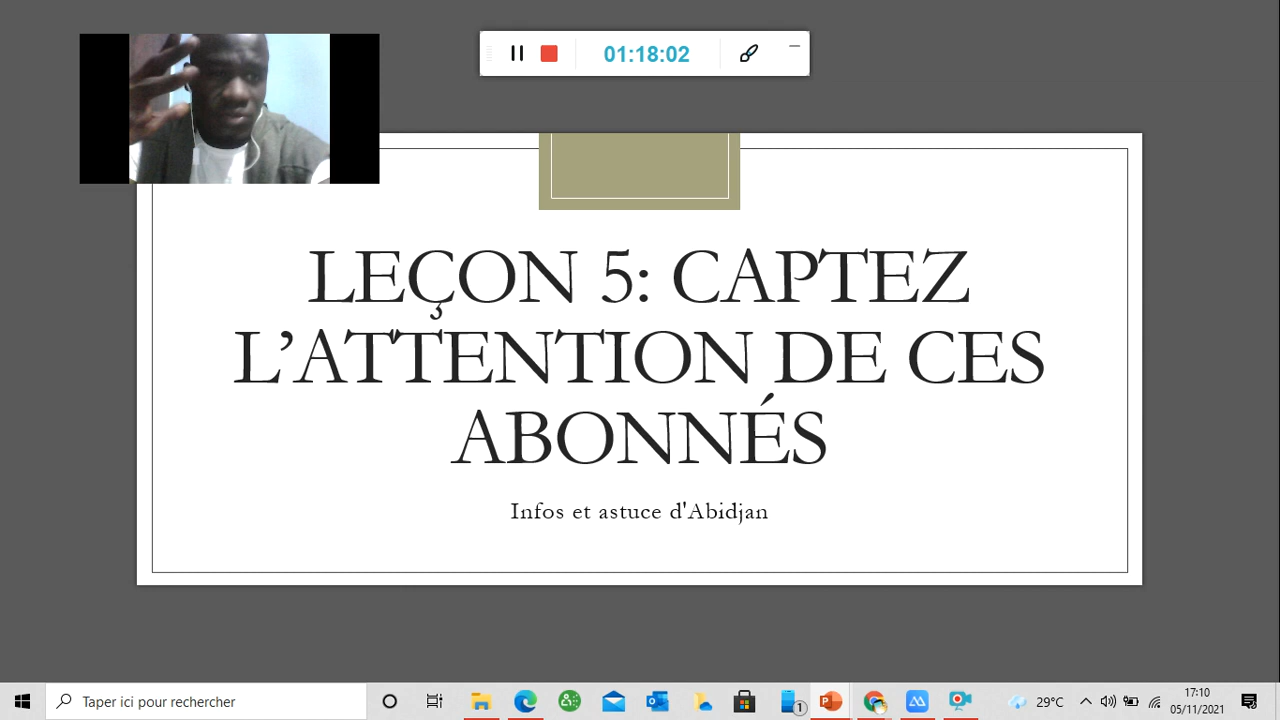 01:18:02
LEÇON 5: CAPTEZ
L’ATTENTION DE CES
ABONNÉS
Infos et astuce d'Abidjan
Taper ici pour rechercher
1
29°C
17:10
05/11/2021